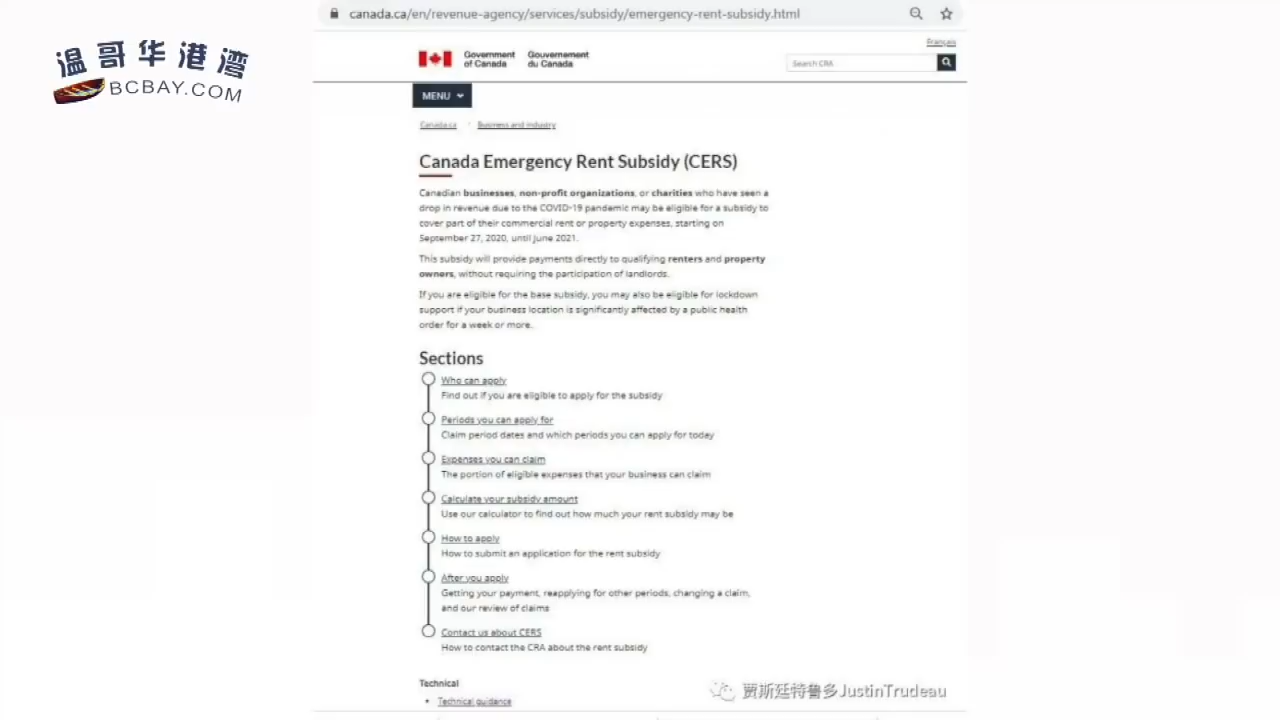 canada.ca/en/revenue-agency/services/subsidy/emergency-rent-subsidy.html
温哥华港湾
BCBAY.COM
Français
Government of Canada
Gouvernement du Canada
Search CRA
MENU
Canada.ca
Business and industry
Canada Emergency Rent Subsidy (CERS)
Canadian businesses, non-profit organizations, or charities who have seen a
drop in revenue due to the COVID-19 pandemic may be eligible for a subsidy to
cover part of their commercial rent or property expenses, starting on
September 27, 2020, until June 2021.
This subsidy will provide payments directly to qualifying renters and property
owners, without requiring the participation of landlords.
If you are eligible for the base subsidy, you may also be eligible for lockdown
support if your business location is significantly affected by a public health
order for a week or more.
Sections
Who can apply
Find out if you are eligible to apply for the subsidy
Periods you can apply for
Claim period dates and which periods you can apply for today
Expenses you can claim
The portion of eligible expenses that your business can claim
Calculate your subsidy amount
Use our calculator to find out how much your rent subsidy may be
How to apply
How to submit an application for the rent subsidy
After you apply
Getting your payment, reapplying for other periods, changing a claim,
and our review of claims
Contact us about CERS
How to contact the CRA about the rent subsidy
Technical
• Technical guidance
贾斯廷特鲁多JustinTrudeau